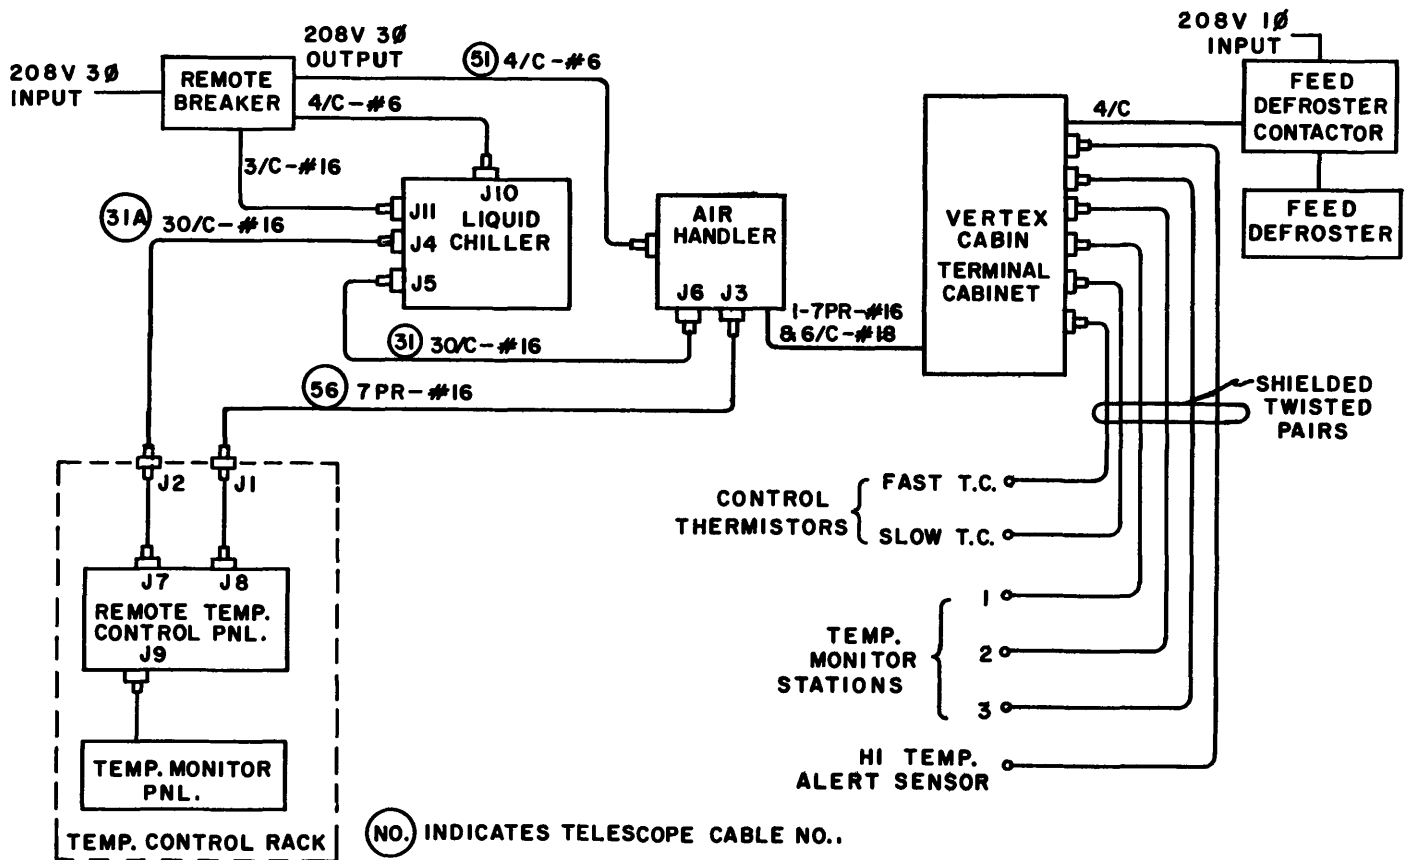 208V 3Ø
INPUT
REMOTE
BREAKER
208V 3Ø
OUTPUT
4/C-#6
51 4/C-#6
3/C-#16
31A 30/C-#16
J10
J11
LIQUID
CHILLER
J4
J5
31 30/C-#16
56 7PR-#16
AIR
HANDLER
J6 J3
1-7PR-#16
&6/C-#18
VERTEX
CABIN
TERMINAL
CABINET
4/C
208V 1Ø
INPUT
FEED
DEFROSTER
CONTACTOR
FEED
DEFROSTER
SHIELDED
TWISTED
PAIRS
CONTROL
THERMISTORS
FAST T.C.
SLOW T.C.
TEMP.
MONITOR
STATIONS
1
2
3
HI TEMP.
ALERT SENSOR
J2 J1
J7 J8
REMOTE TEMP.
CONTROL PNL.
J9
TEMP. MONITOR
PNL.
TEMP. CONTROL RACK
NO. INDICATES TELESCOPE CABLE NO..